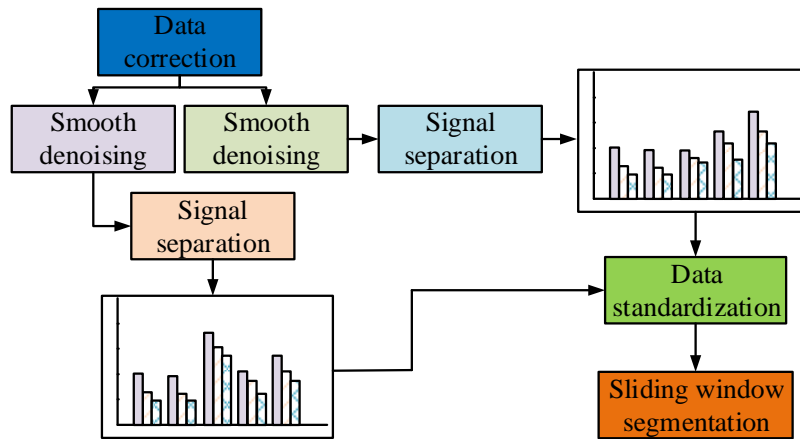 Data
correction
Smooth
denoising
Smooth
denoising
Signal
separation
Signal
separation
Data
standardization
Sliding window
segmentation